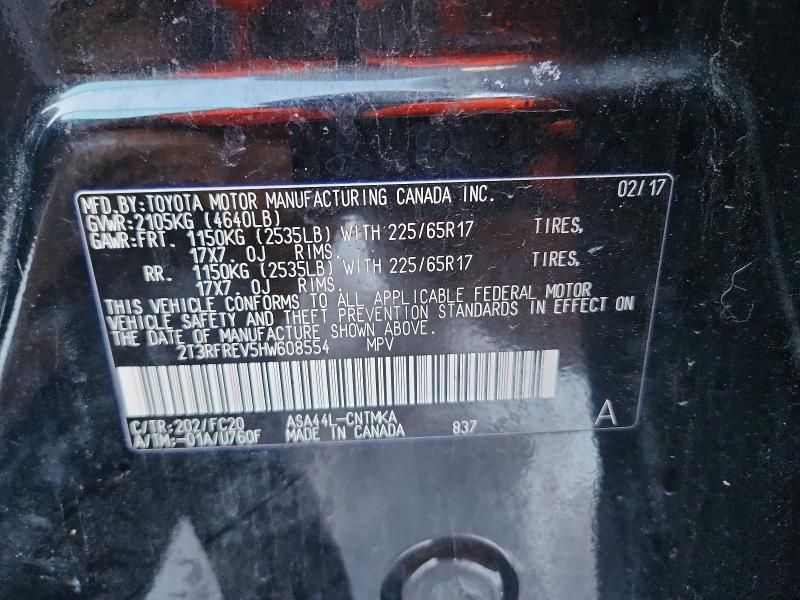 MFD.BY:TOYOTA MOTOR MANUFACTURING CANADA INC. 02/17
GVWR:2105KG (4640LB)
GAWR:FRT. 1150KG (2535LB) WITH 225/65R17 TIRES,
17X7. 0J RIMS.
RR. 1150KG (2535LB) WITH 225/65R17 TIRES,
17X7. 0J RIMS.
THIS VEHICLE CONFORMS TO ALL APPLICABLE FEDERAL MOTOR
VEHICLE SAFETY AND THEFT PREVENTION STANDARDS IN EFFECT ON
THE DATE OF MANUFACTURE SHOWN ABOVE.
2T3RFREV5HW608554 MPV
C/TR:202/FC20 ASA44L-CNTMKA A
A/TM:-01A/U760F MADE IN CANADA 837